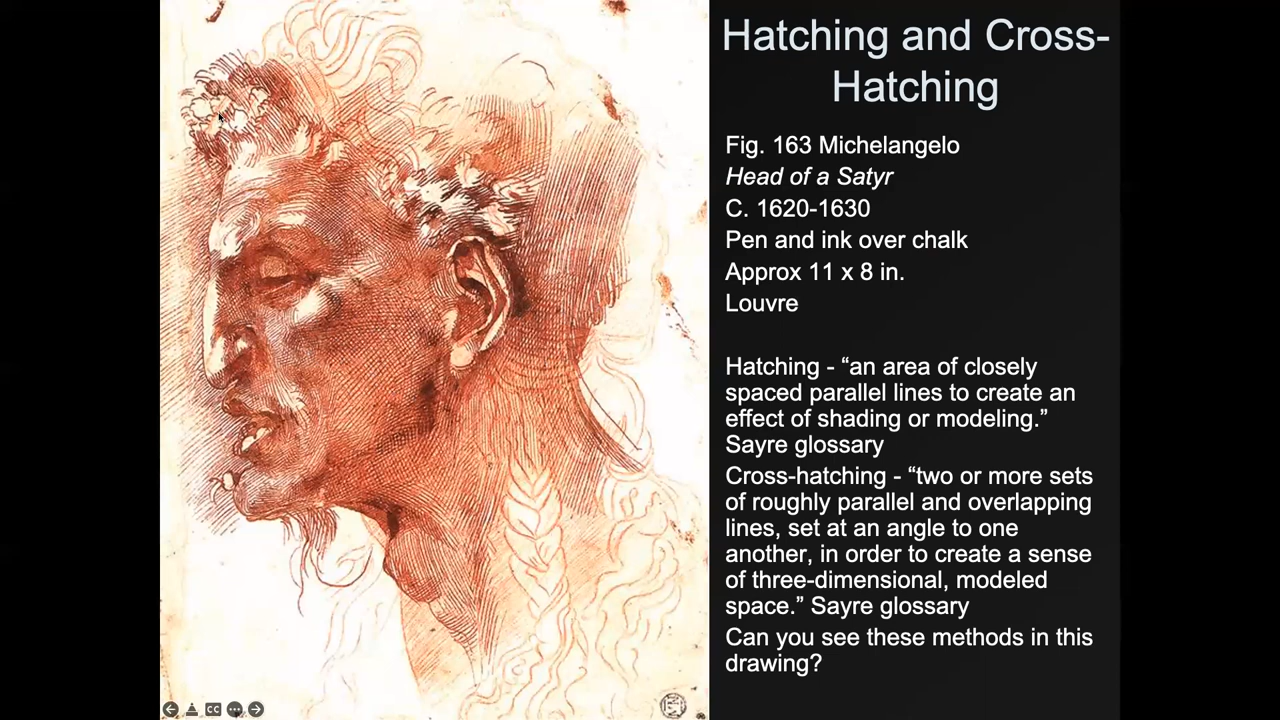 Hatching and Cross-
Hatching
Fig. 163 Michelangelo
Head of a Satyr
C. 1620-1630
Pen and ink over chalk
Approx 11 x 8 in.
Louvre
Hatching - “an area of closely
spaced parallel lines to create an
effect of shading or modeling.”
Sayre glossary
Cross-hatching - “two or more sets
of roughly parallel and overlapping
lines, set at an angle to one
another, in order to create a sense
of three-dimensional, modeled
space.” Sayre glossary
Can you see these methods in this
drawing?
CC